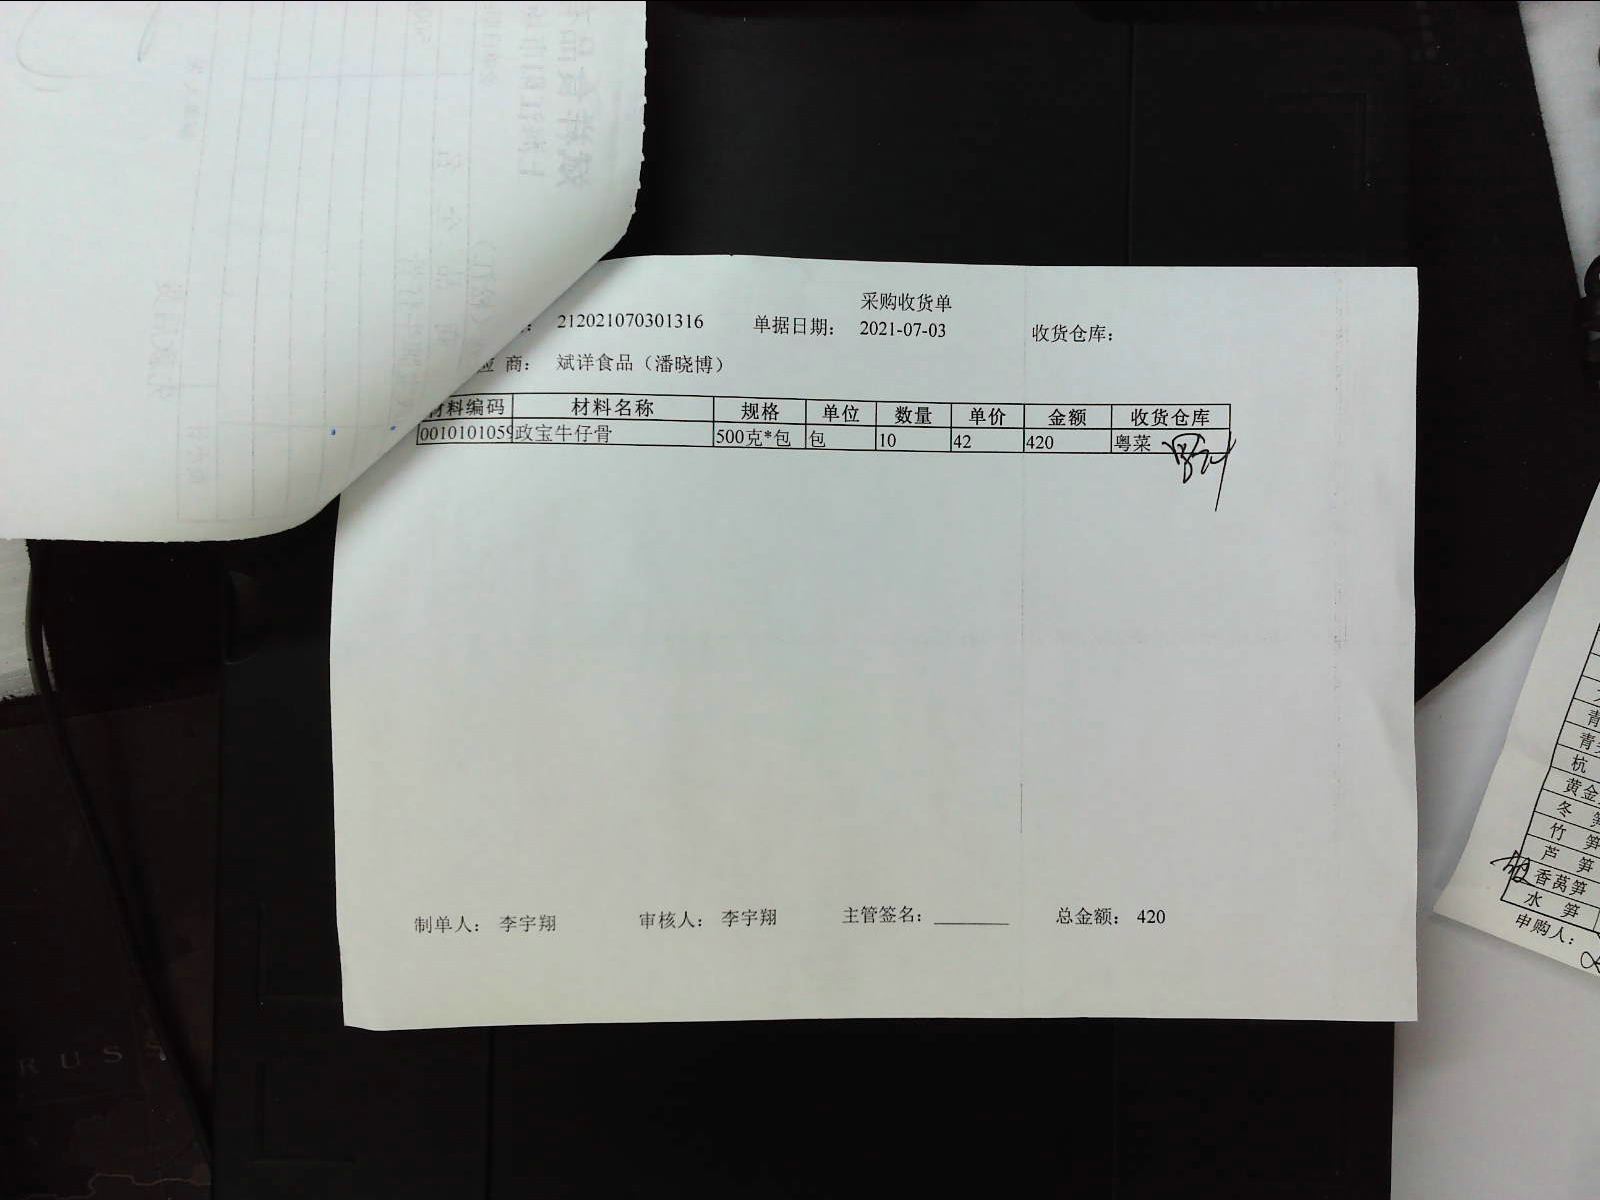 采购收货单
: 212021070301316 单据日期: 2021-07-03 收货仓库:
应 商: 斌详食品（潘晓博）
材料编码 材料名称 规格 单位 数量 单价 金额 收货仓库
0010101059 政宝牛仔骨 500克*包 包 10 42 420 粤菜
制单人: 李宇翔 审核人: 李宇翔 主管签名: 总金额: 420
青
青
杭
黄金
冬 笋
竹 笋
芦 笋
香莴笋
水 笋
申购人:
RUSS